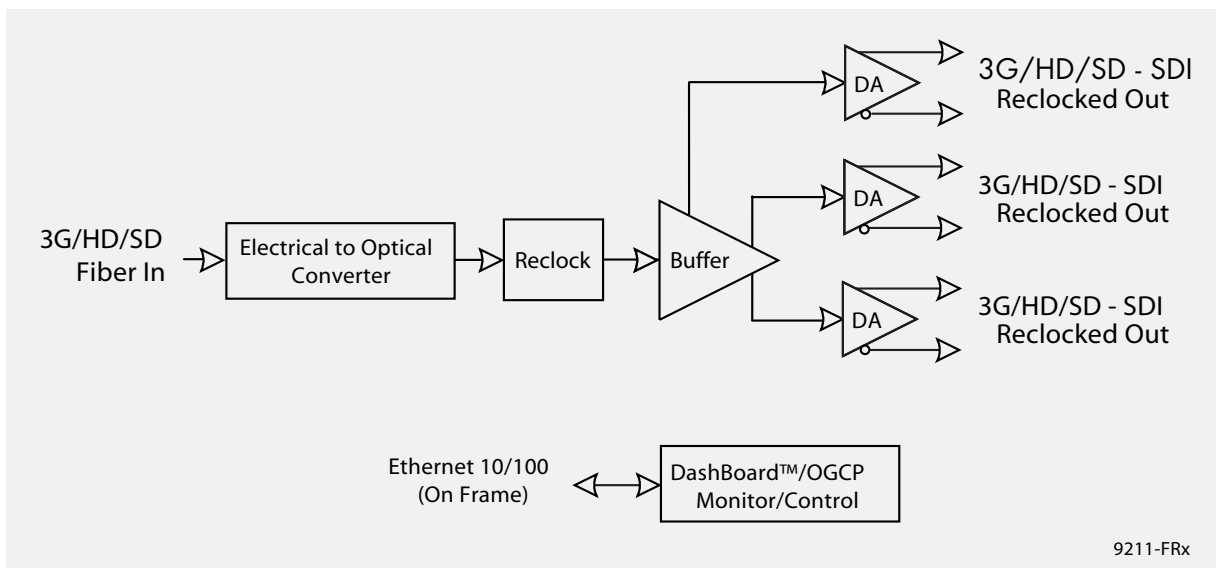 3G/HD/SD
Fiber In
Electrical to Optical
Converter
Reclock
Buffer
DA
3G/HD/SD - SDI
Reclocked Out
DA
3G/HD/SD - SDI
Reclocked Out
DA
3G/HD/SD - SDI
Reclocked Out
Ethernet 10/100
(On Frame)
DashBoard™/OGCP
Monitor/Control
9211-FRx